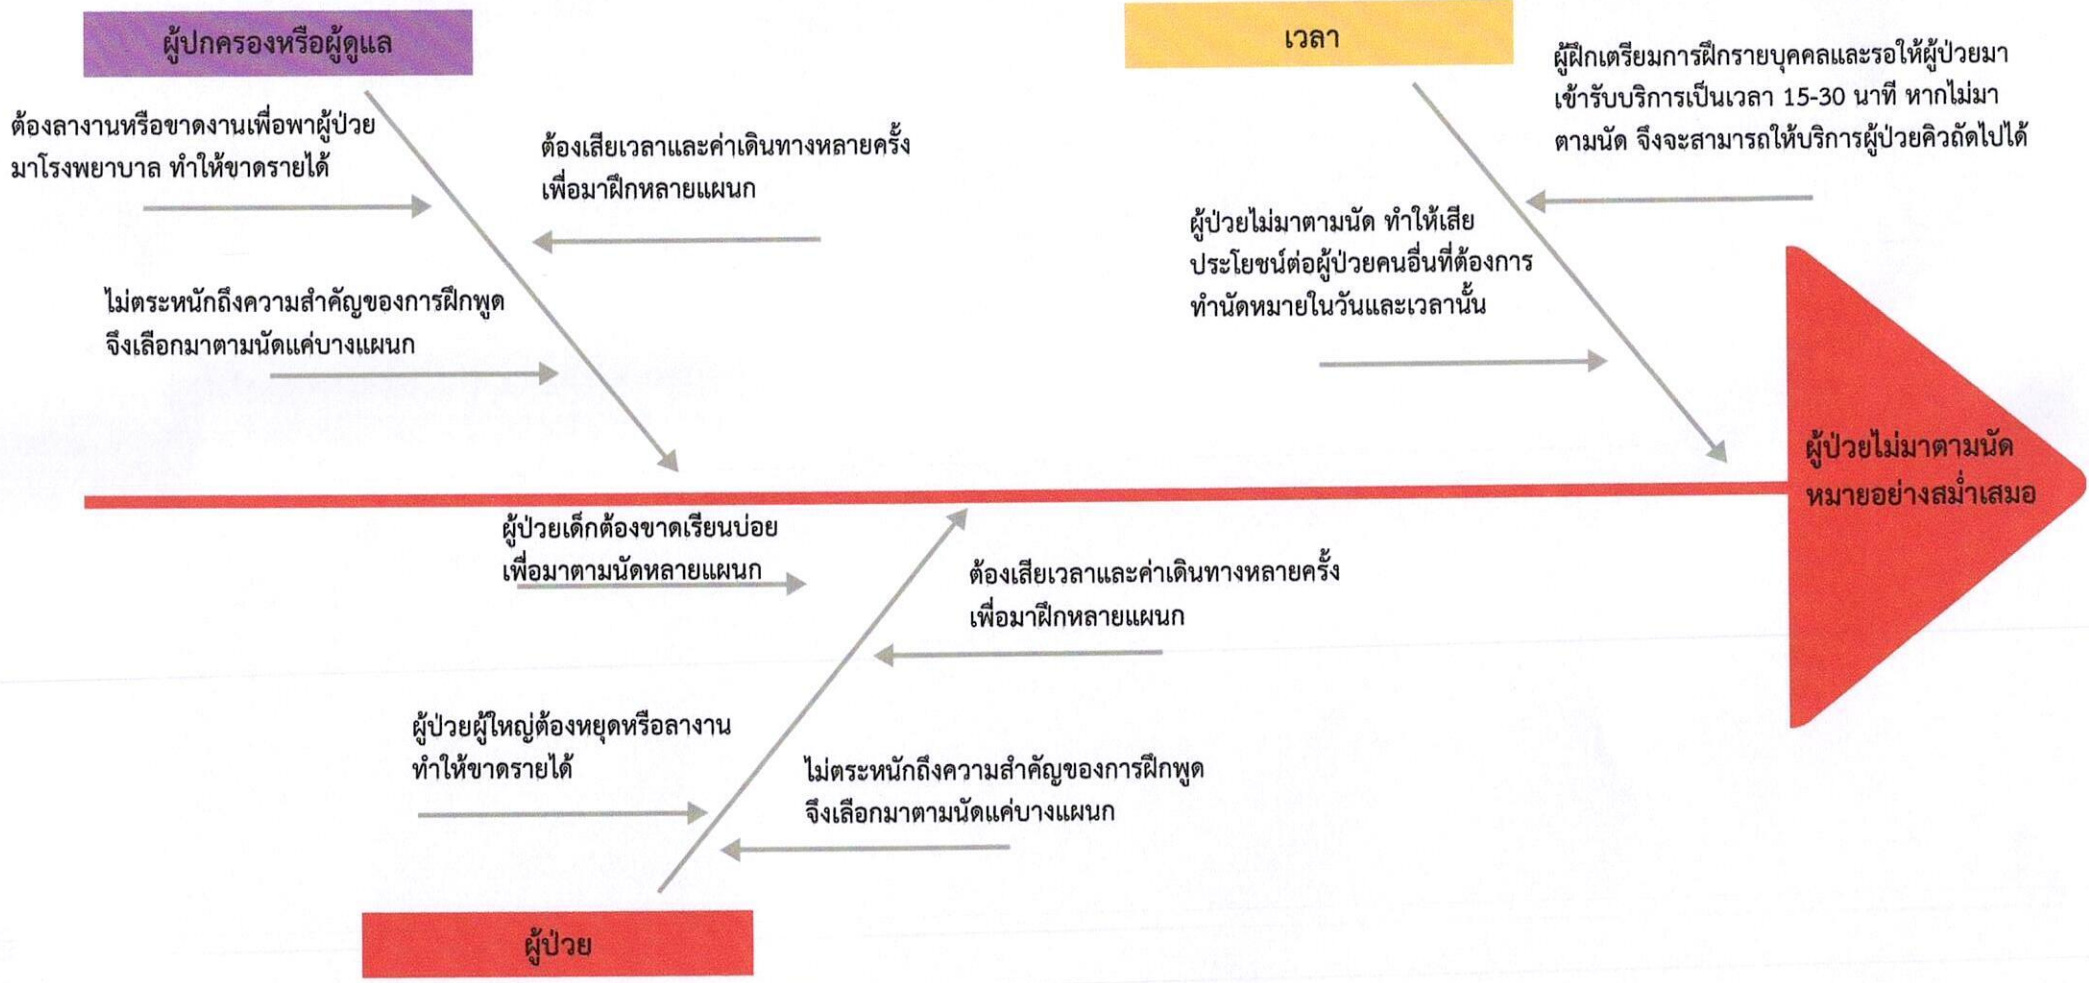 ผู้ปกครองหรือผู้ดูแล
ต้องลางานหรือขาดงานเพื่อพาผู้ป่วย
มาโรงพยาบาล ทำให้ขาดรายได้
ต้องเสียเวลาและค่าเดินทางหลายครั้ง
เพื่อมาฝึกหลายแผนก
ไม่ตระหนักถึงความสำคัญของการฝึกพูด
จึงเลือกมาตามนัดแค่บางแผนก
เวลา
ผู้ฝึกเตรียมการฝึกรายบุคคลและรอให้ผู้ป่วยมา
เข้ารับบริการเป็นเวลา 15-30 นาที หากไม่มา
ตามนัด จึงจะสามารถให้บริการผู้ป่วยคิวถัดไปได้
ผู้ป่วยไม่มาตามนัด ทำให้เสีย
ประโยชน์ต่อผู้ป่วยคนอื่นที่ต้องการ
ทำนัดหมายในวันและเวลานั้น
ผู้ป่วยไม่มาตามนัด
หมายอย่างสม่ำเสมอ
ผู้ป่วยเด็กต้องขาดเรียนบ่อย
เพื่อมาตามนัดหลายแผนก
ต้องเสียเวลาและค่าเดินทางหลายครั้ง
เพื่อมาฝึกหลายแผนก
ผู้ป่วยผู้ใหญ่ต้องหยุดหรือลางาน
ทำให้ขาดรายได้
ไม่ตระหนักถึงความสำคัญของการฝึกพูด
จึงเลือกมาตามนัดแค่บางแผนก
ผู้ป่วย